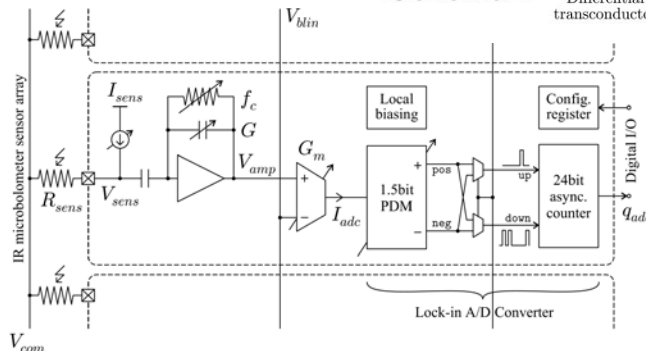 Differential
transconducto
V_blin
IR microbolometer sensor array
I_sens
f_c
G
Local
biasing
Config.
register
Digital I/O
R_sens
V_sens
V_amp
G_m
+
−
I_adc
1.5bit
PDM
+
−
pos
neg
up
down
24bit
async.
counter
q_ad
Lock-in A/D Converter
V_com